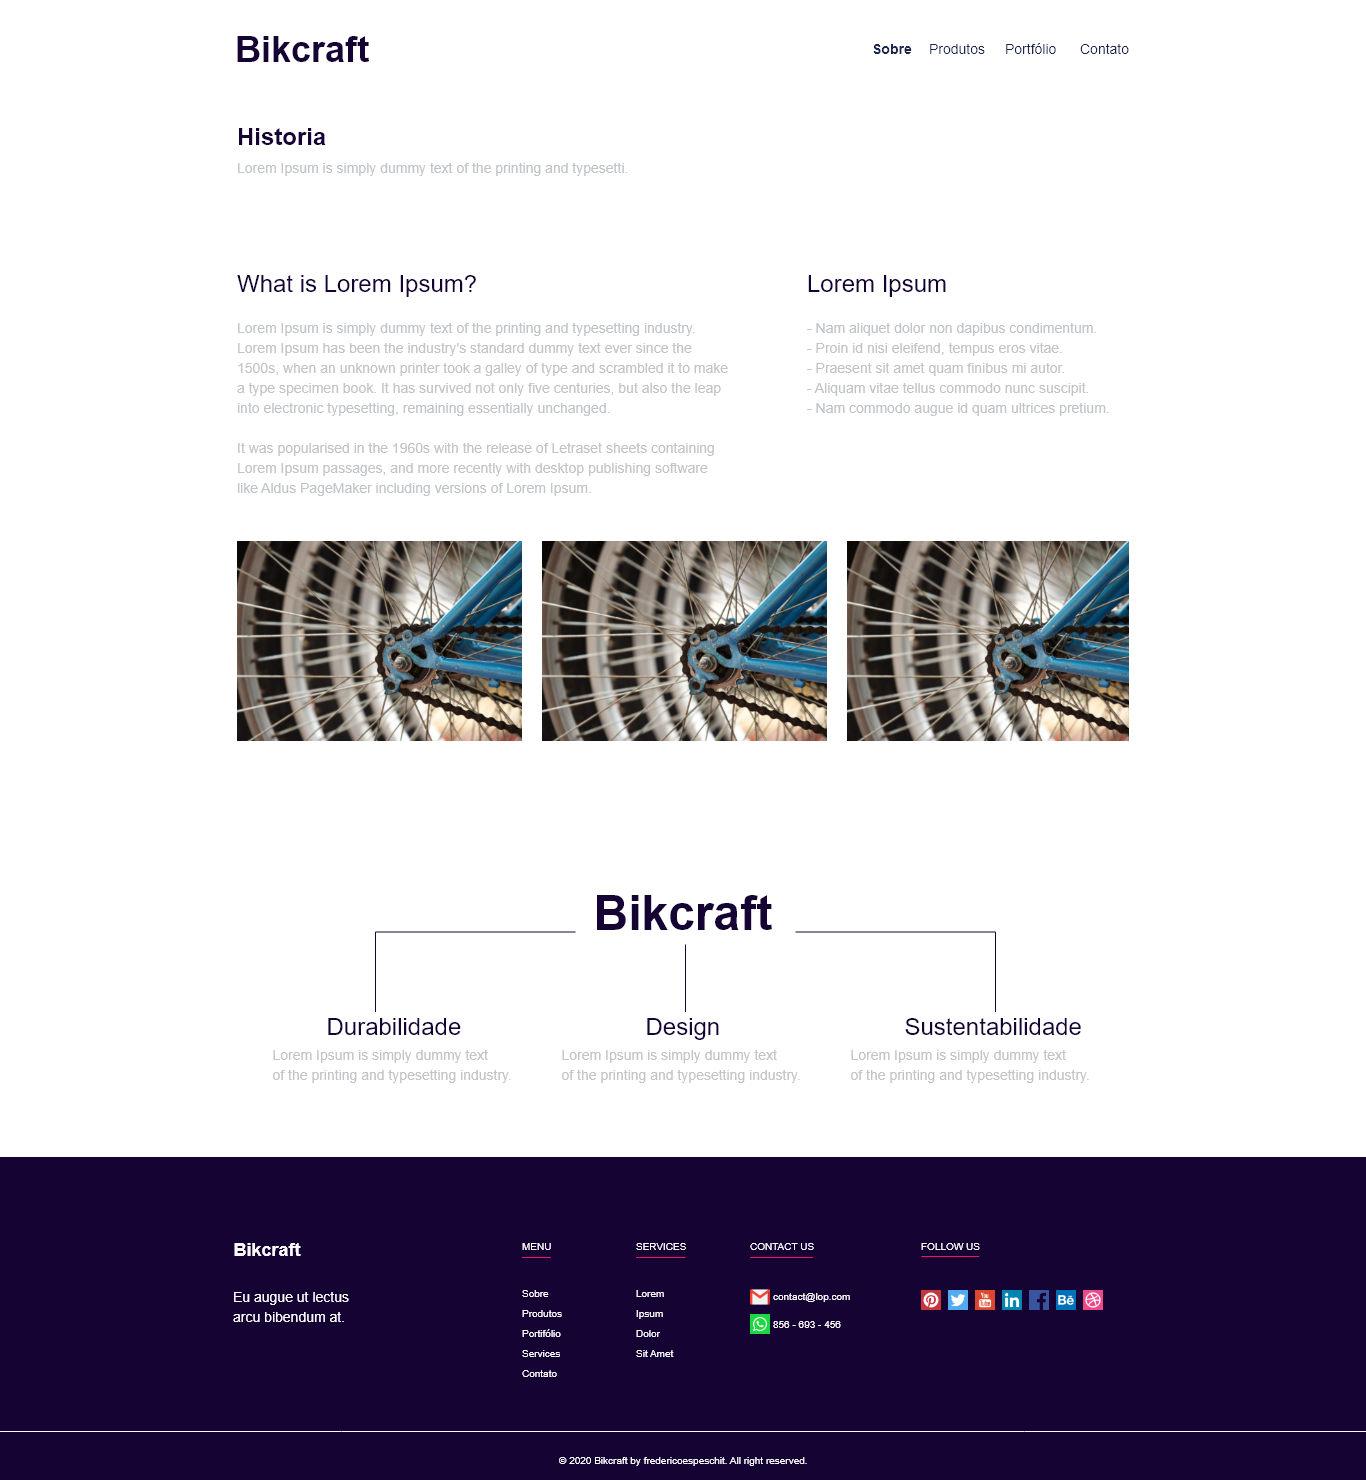 Bikcraft
Sobre Produtos Portfólio Contato
Historia
Lorem Ipsum is simply dummy text of the printing and typesetti.
What is Lorem Ipsum?
Lorem Ipsum is simply dummy text of the printing and typesetting industry.
Lorem Ipsum has been the industry's standard dummy text ever since the
1500s, when an unknown printer took a galley of type and scrambled it to make
a type specimen book. It has survived not only five centuries, but also the leap
into electronic typesetting, remaining essentially unchanged.
It was popularised in the 1960s with the release of Letraset sheets containing
Lorem Ipsum passages, and more recently with desktop publishing software
like Aldus PageMaker including versions of Lorem Ipsum.
Lorem Ipsum
- Nam aliquet dolor non dapibus condimentum.
- Proin id nisi eleifend, tempus eros vitae.
- Praesent sit amet quam finibus mi autor.
- Aliquam vitae tellus commodo nunc suscipit.
- Nam commodo augue id quam ultrices pretium.
Bikcraft
Durabilidade
Lorem Ipsum is simply dummy text
of the printing and typesetting industry.
Design
Lorem Ipsum is simply dummy text
of the printing and typesetting industry.
Sustentabilidade
Lorem Ipsum is simply dummy text
of the printing and typesetting industry.
Bikcraft
Eu augue ut lectus
arcu bibendum at.
MENU
Sobre
Produtos
Portifólio
Services
Contato
SERVICES
Lorem
Ipsum
Dolor
Sit Amet
CONTACT US
contact@lop.com
856 - 693 - 456
FOLLOW US
You Tube in f Bē
© 2020 Bikcraft by fredericoespeschit. All right reserved.